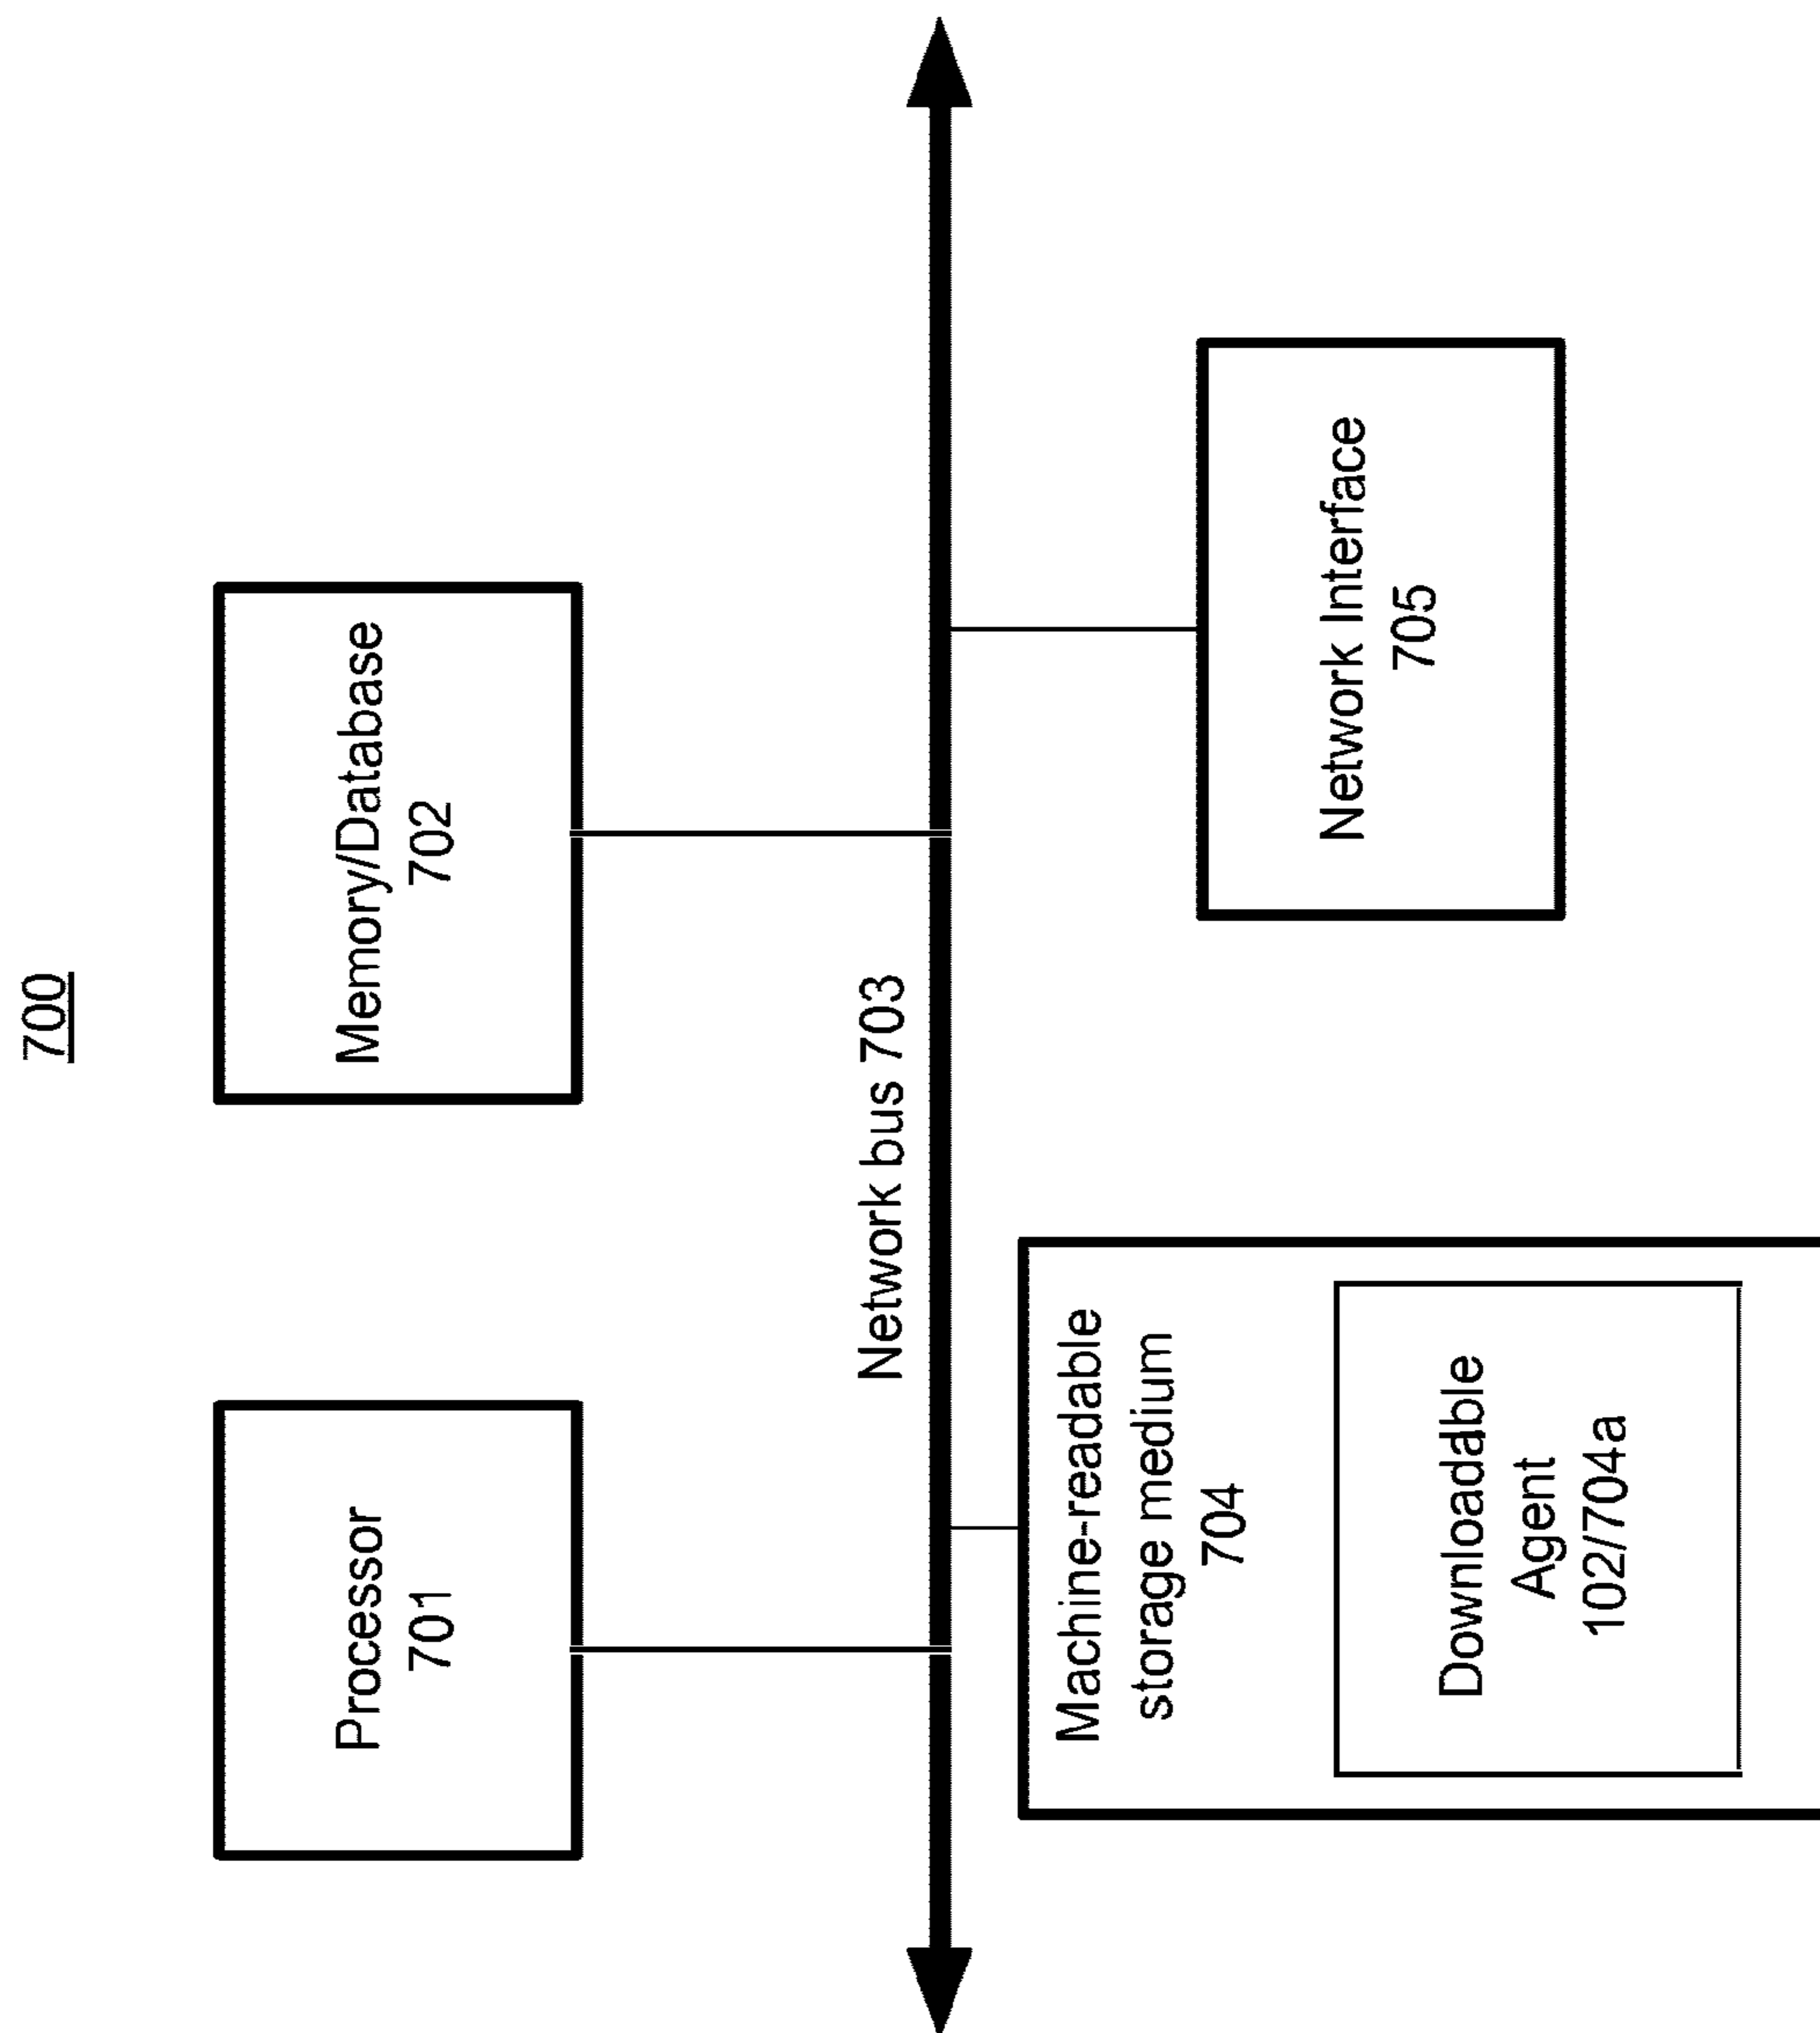 700
Processor
701
Memory/Database
702
Network bus 703
Machine-readable
storage medium
704
Downloadable
Agent
102/704a
Network Interface
705